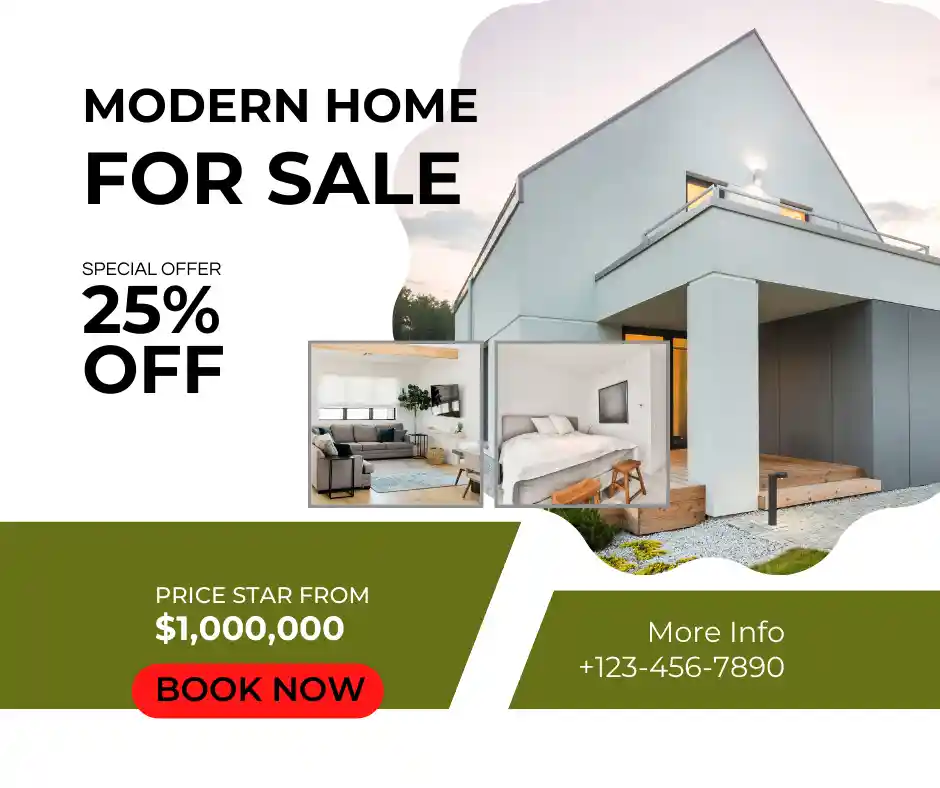 MODERN HOME
FOR SALE
SPECIAL OFFER
25%
OFF
PRICE STAR FROM
$1,000,000
BOOK NOW
More Info
+123-456-7890